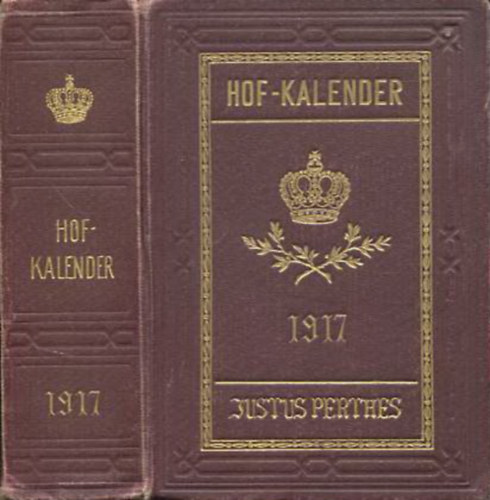 HOF-
KALENDER
1917
HOF-KALENDER
1917
JUSTUS PERTHES